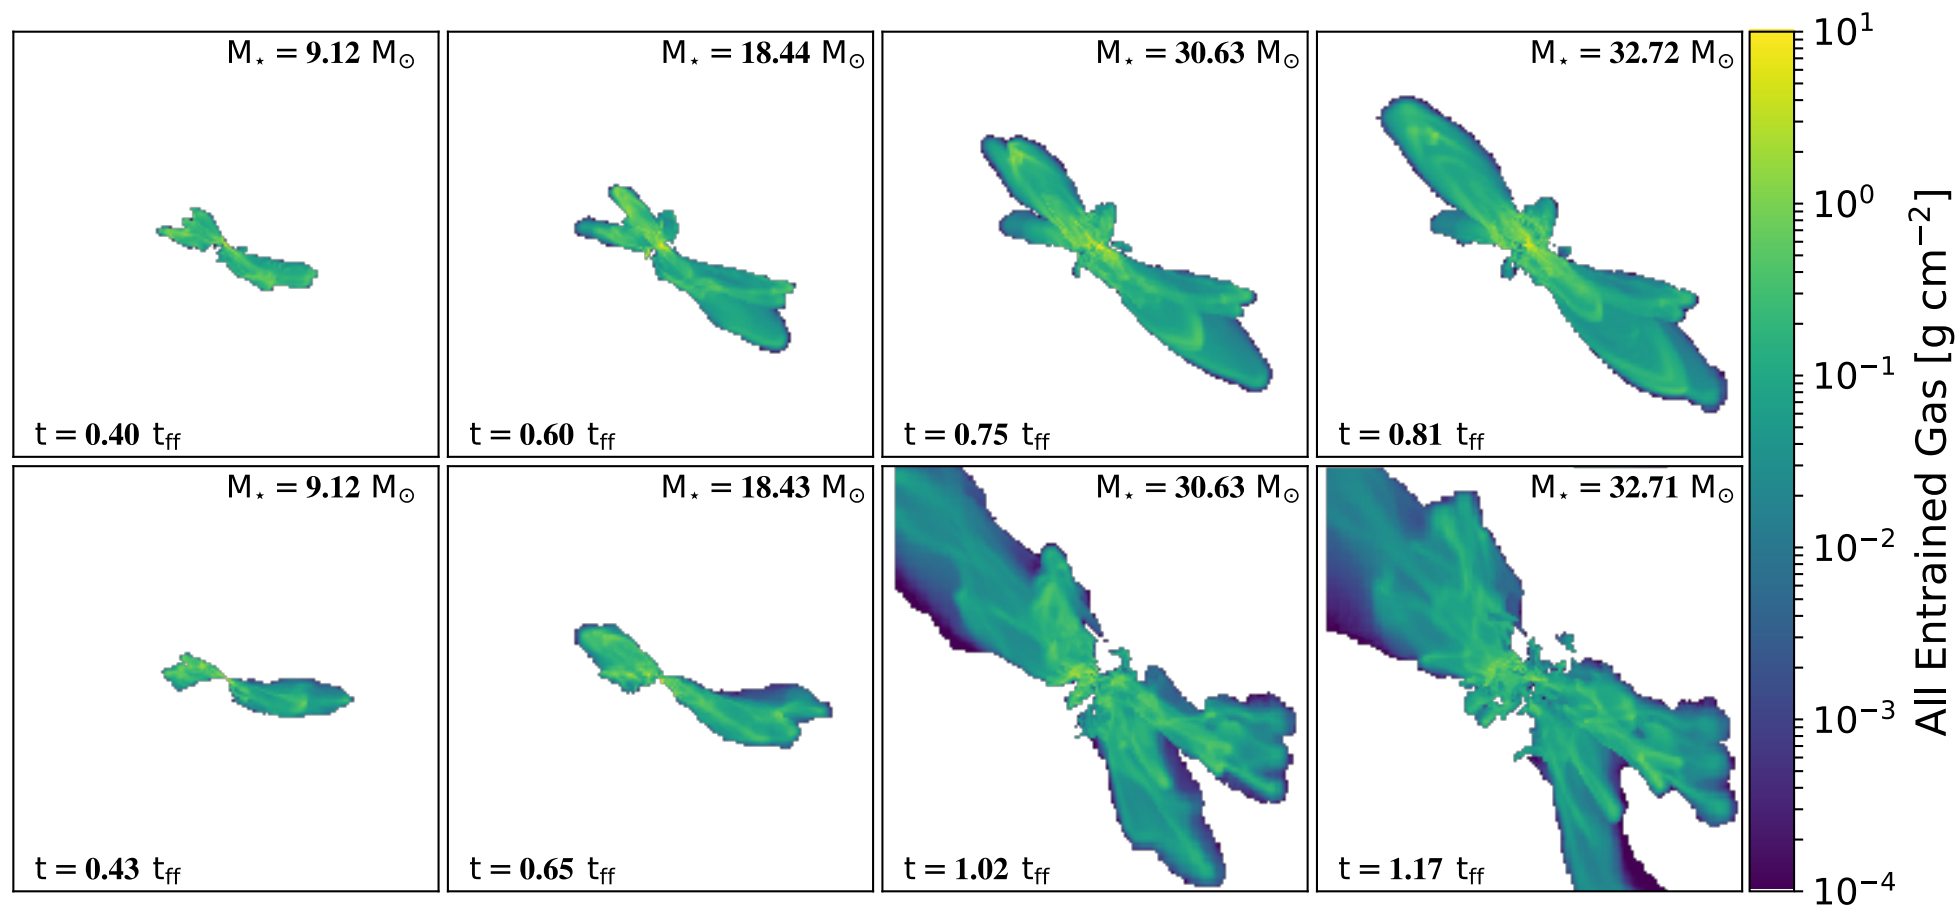 M⋆ = 9.12 M⊙
M⋆ = 18.44 M⊙
M⋆ = 30.63 M⊙
M⋆ = 32.72 M⊙
t = 0.40 t_ff
t = 0.60 t_ff
t = 0.75 t_ff
t = 0.81 t_ff
M⋆ = 9.12 M⊙
M⋆ = 18.43 M⊙
M⋆ = 30.63 M⊙
M⋆ = 32.71 M⊙
t = 0.43 t_ff
t = 0.65 t_ff
t = 1.02 t_ff
t = 1.17 t_ff
10¹
10⁰
10⁻¹
10⁻²
10⁻³
10⁻⁴
All Entrained Gas [g cm⁻²]